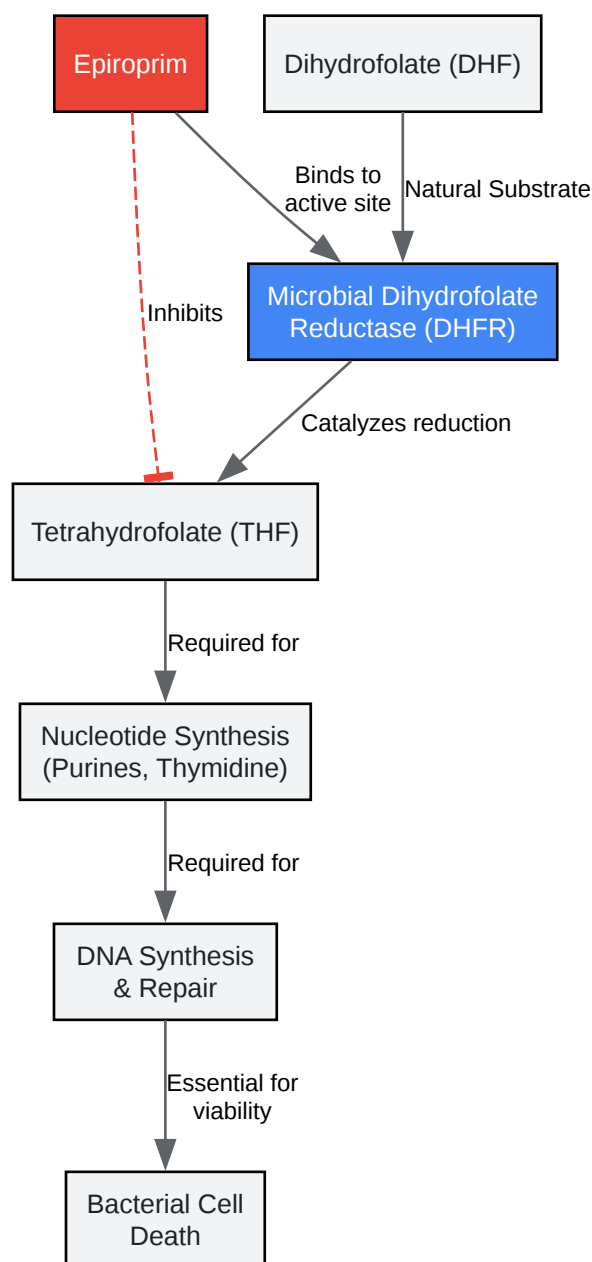 Epiroprim
Dihydrofolate (DHF)
Binds to
active site
Natural Substrate
Microbial Dihydrofolate
Reductase (DHFR)
Inhibits
Catalyzes reduction
Tetrahydrofolate (THF)
Required for
Nucleotide Synthesis
(Purines, Thymidine)
Required for
DNA Synthesis
& Repair
Essential for
viability
Bacterial Cell
Death